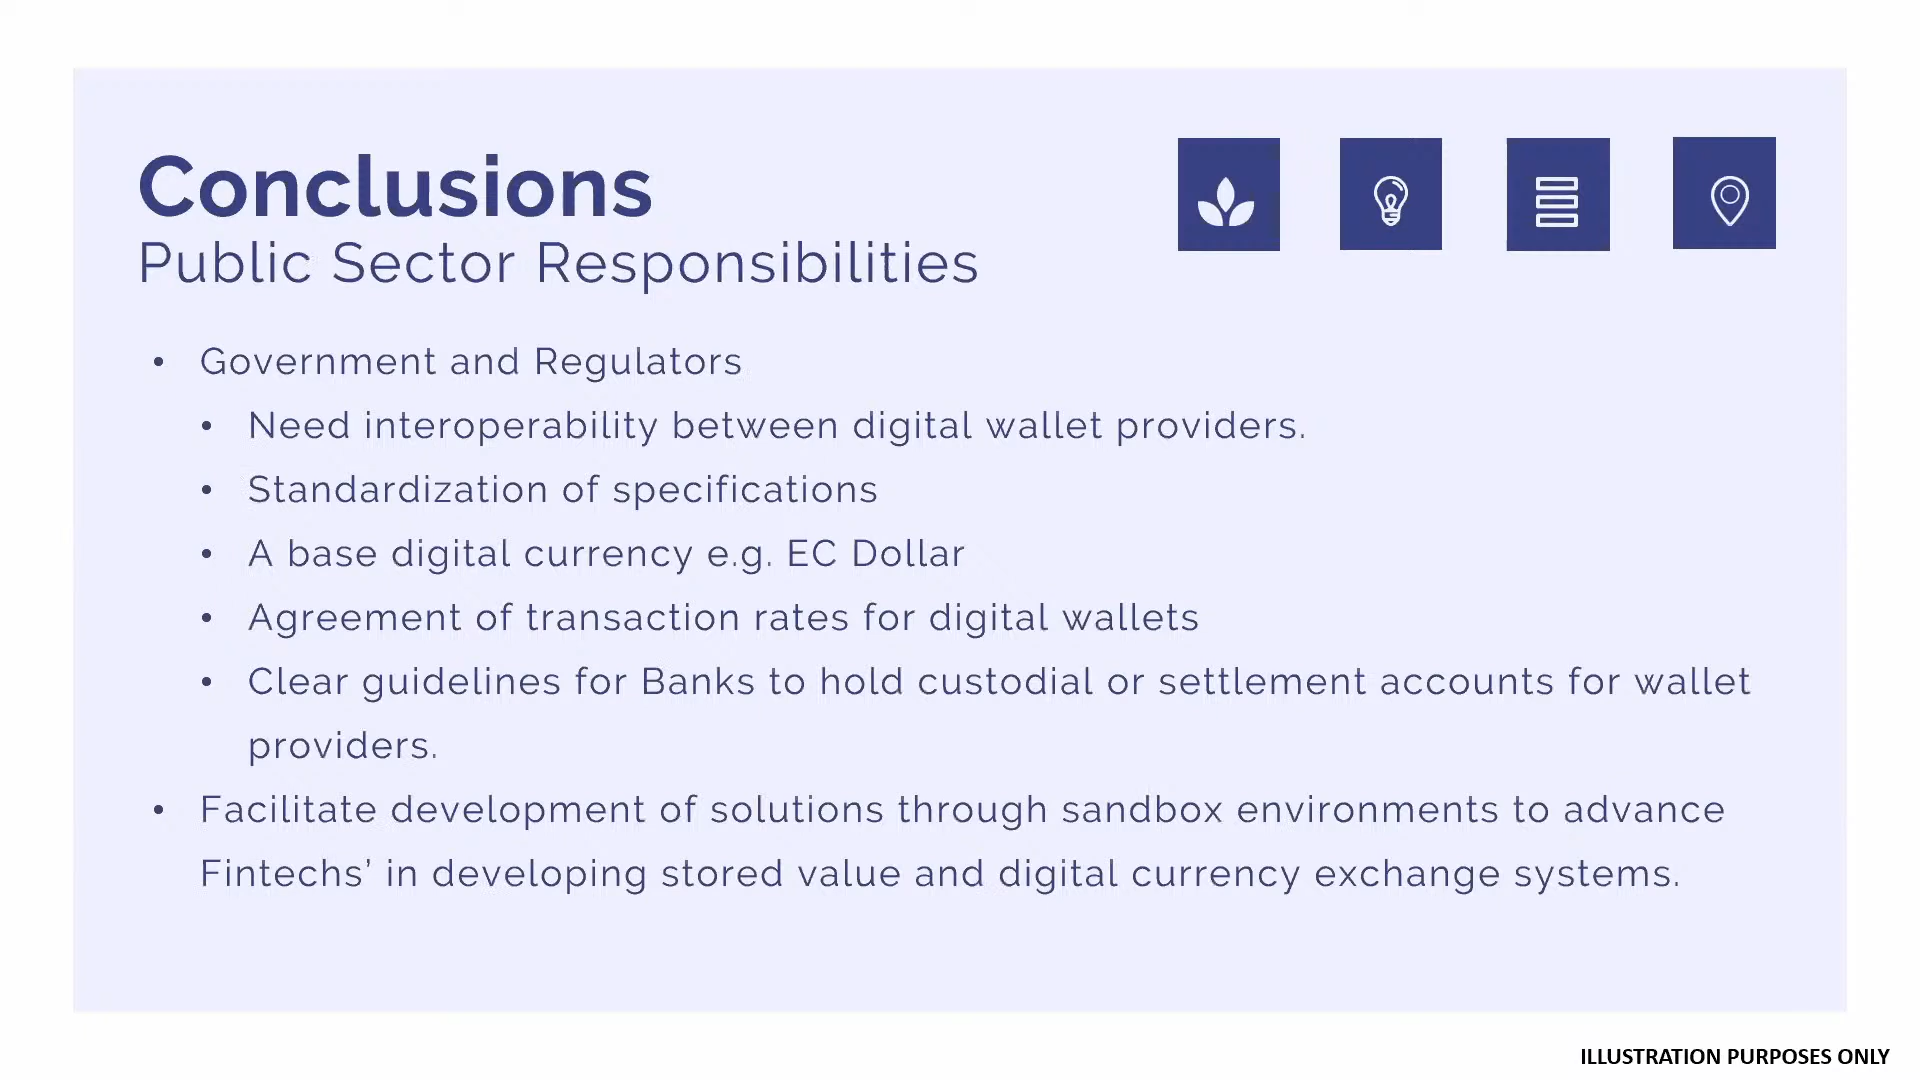 Conclusions
Public Sector Responsibilities
• Government and Regulators
• Need interoperability between digital wallet providers.
• Standardization of specifications
• A base digital currency e.g. EC Dollar
• Agreement of transaction rates for digital wallets
• Clear guidelines for Banks to hold custodial or settlement accounts for wallet
providers.
• Facilitate development of solutions through sandbox environments to advance
Fintechs’ in developing stored value and digital currency exchange systems.
ILLUSTRATION PURPOSES ONLY